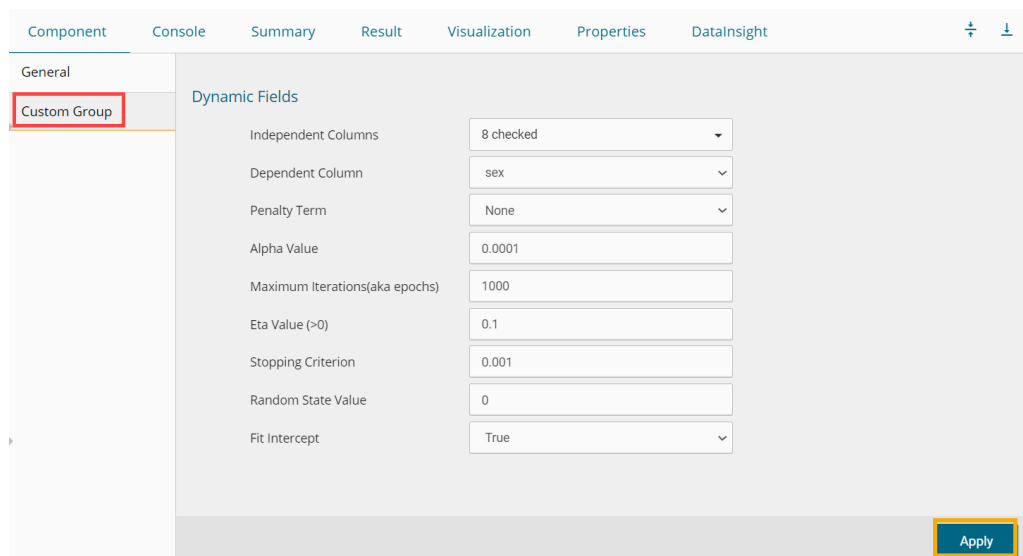 Component Console Summary Result Visualization Properties DataInsight
General
Custom Group
Dynamic Fields
Independent Columns 8 checked
Dependent Column sex
Penalty Term None
Alpha Value 0.0001
Maximum Iterations(aka epochs) 1000
Eta Value (>0) 0.1
Stopping Criterion 0.001
Random State Value 0
Fit Intercept True
Apply